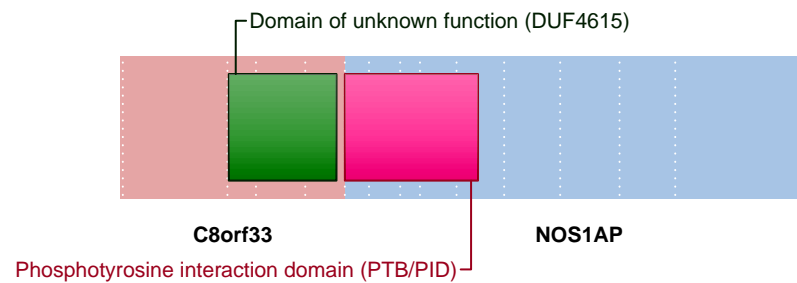 Domain of unknown function (DUF4615)
C8orf33
NOS1AP
Phosphotyrosine interaction domain (PTB/PID)